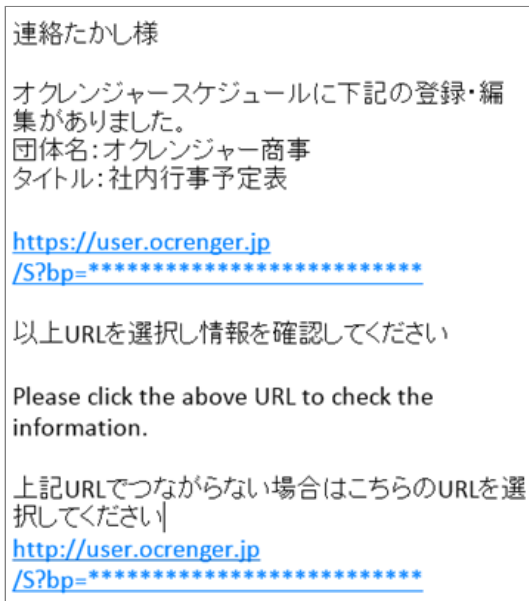 連絡たかし様
オクレンジャースケジュールに下記の登録・編
集がありました。
団体名:オクレンジャー商事
タイトル:社内行事予定表
https://user.ocrenger.jp
/S?bp=**************************
以上URLを選択し情報を確認してください
Please click the above URL to check the
information.
上記URLでつながらない場合はこちらのURLを選
択してください
http://user.ocrenger.jp
/S?bp=**************************